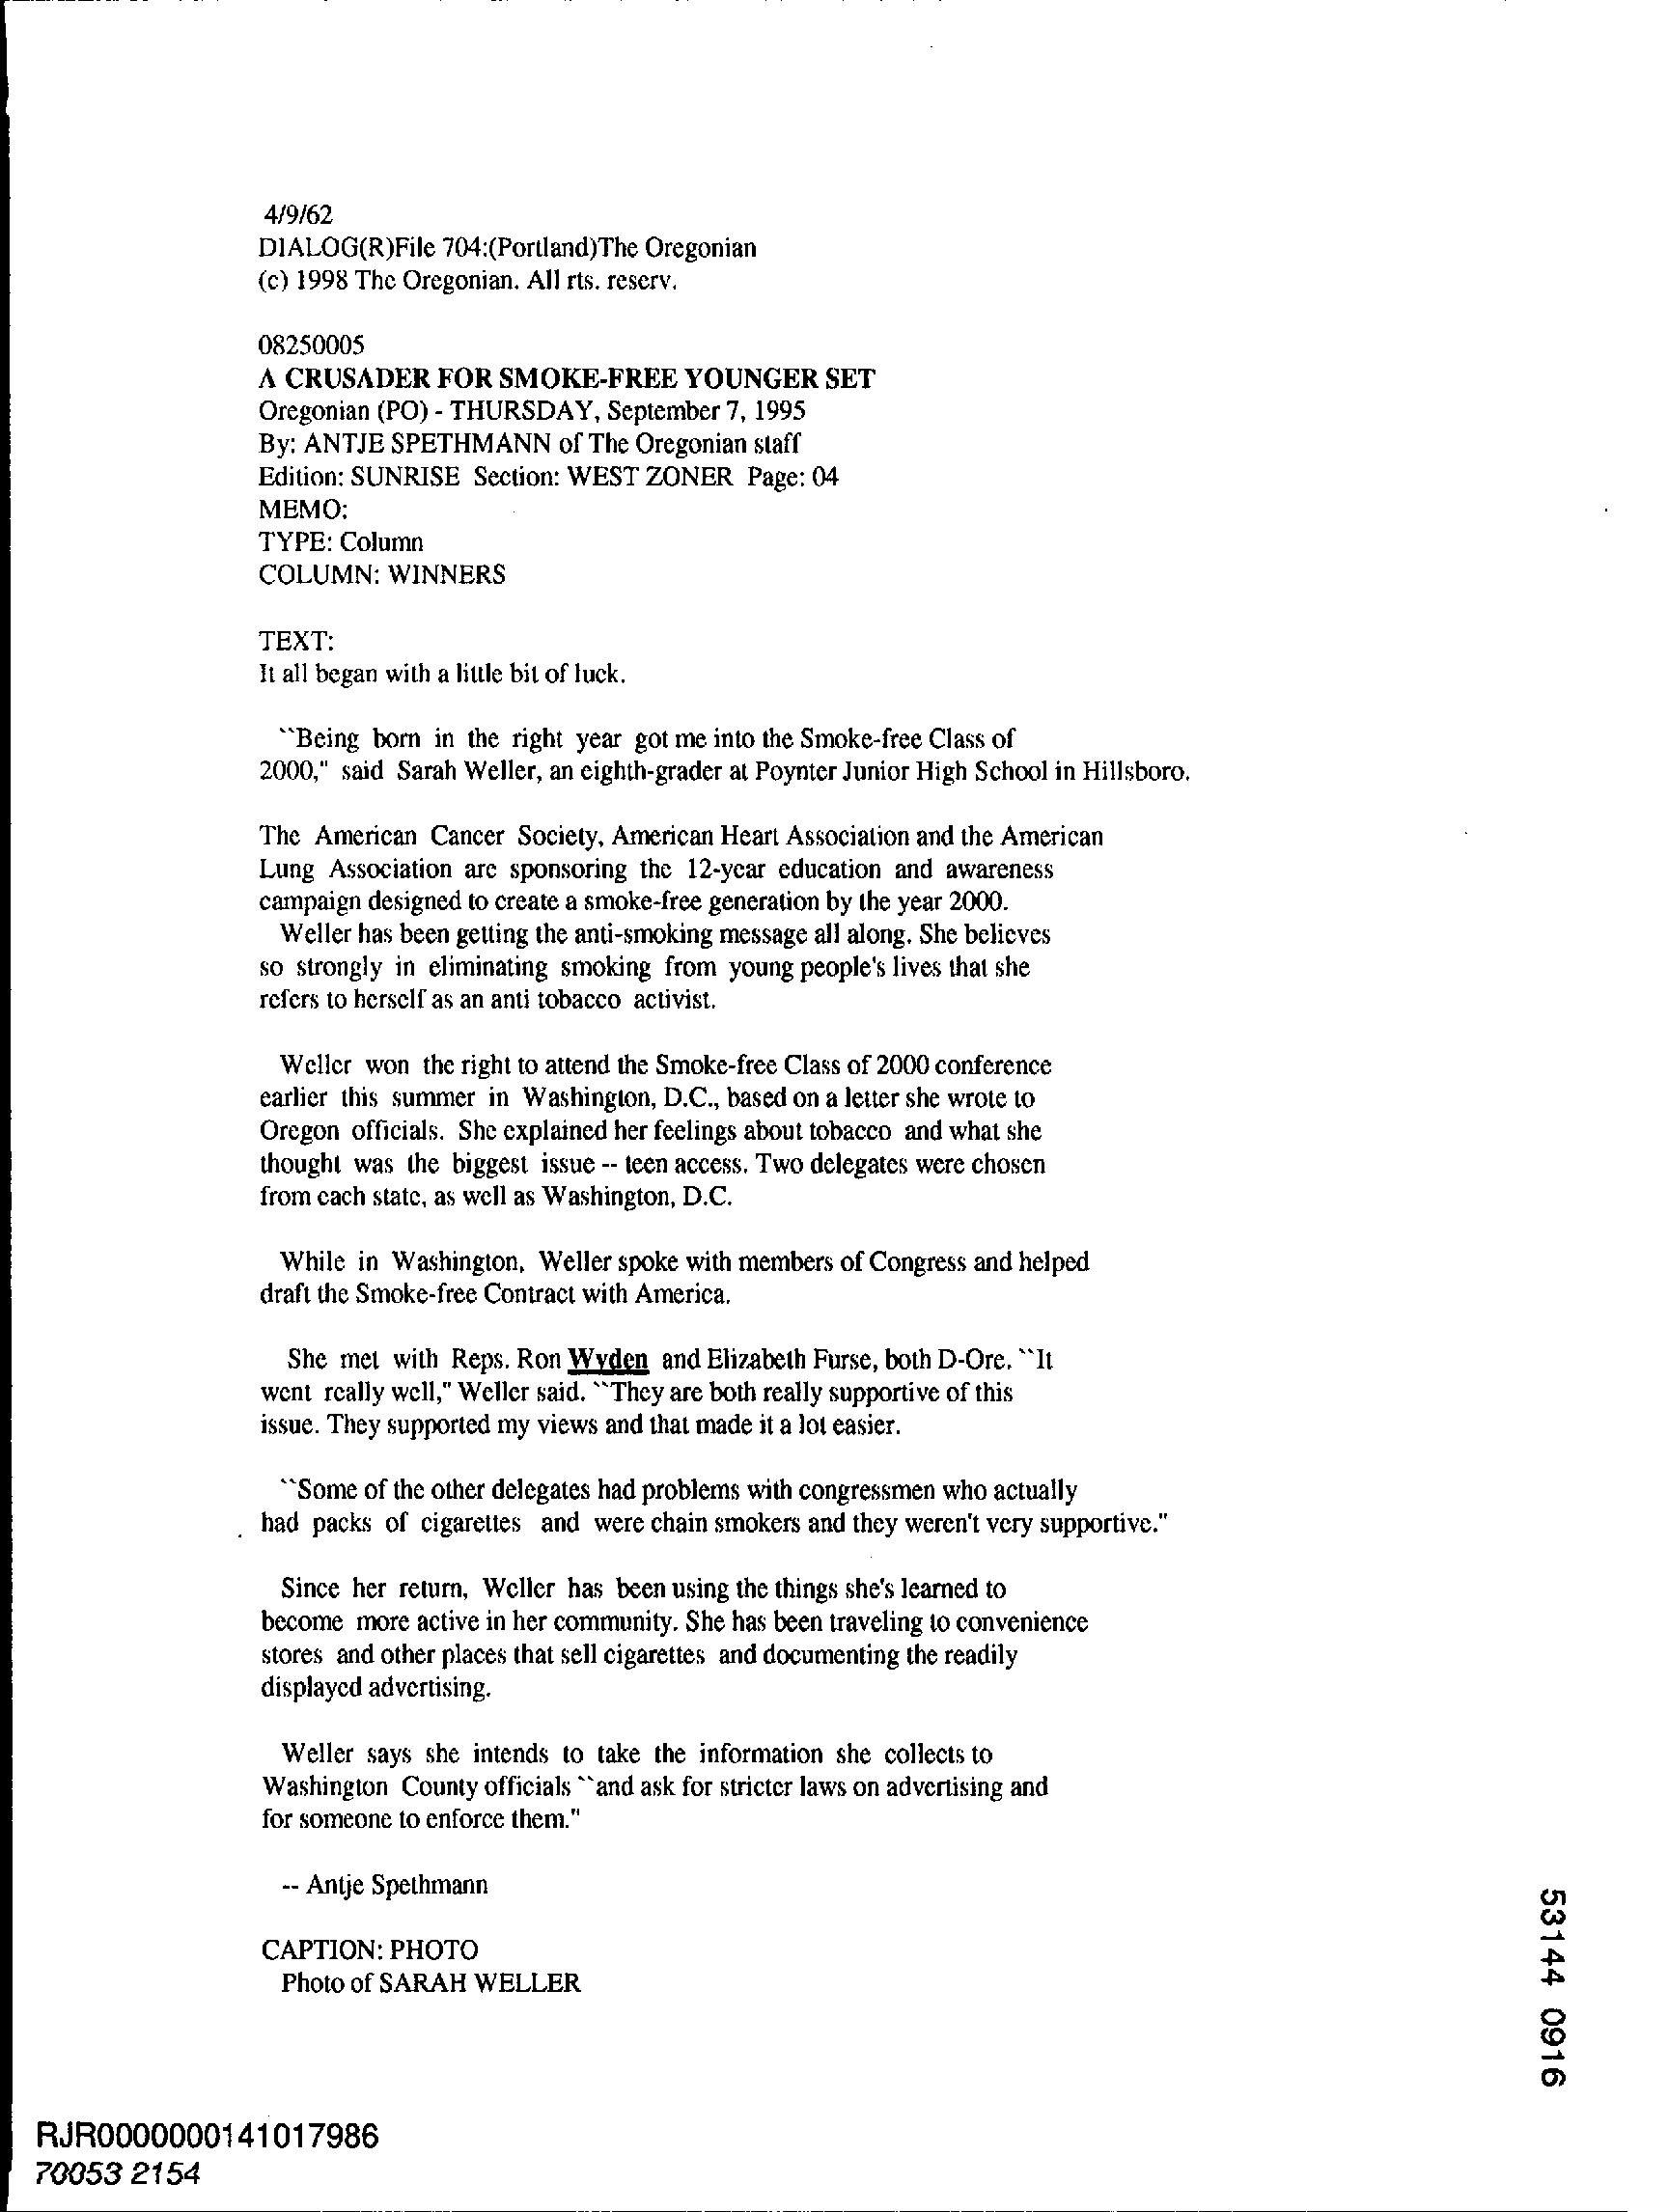 4/9/62
DIALOG(R)File 704:(Portland)The Oregonian
(c) 1998 The Oregonian. All rts. reserv.
08250005
A CRUSADER FOR SMOKE-FREE YOUNGER SET
Oregonian (PO) - THURSDAY, September 7, 1995
By: ANTJE SPETHMANN of The Oregonian staff
Edition: SUNRISE Section: WEST ZONER Page: 04
MEMO:
TYPE: Column
COLUMN: WINNERS
TEXT:
It all began with a little bit of luck.
``Being born in the right year got me into the Smoke-free Class of
2000," said Sarah Weller, an eighth-grader at Poynter Junior High School in Hillsboro.
The American Cancer Society, American Heart Association and the American
Lung Association are sponsoring the 12-year education and awareness
campaign designed to create a smoke-free generation by the year 2000.
Weller has been getting the anti-smoking message all along. She believes
so strongly in eliminating smoking from young people's lives that she
refers to herself as an anti tobacco activist.
Weller won the right to attend the Smoke-free Class of 2000 conference
earlier this summer in Washington, D.C., based on a letter she wrote to
Oregon officials. She explained her feelings about tobacco and what she
thought was the biggest issue -- teen access. Two delegates were chosen
from each state, as well as Washington, D.C.
While in Washington, Weller spoke with members of Congress and helped
draft the Smoke-free Contract with America.
She met with Reps. Ron Wyden and Elizabeth Furse, both D-Ore. ``It
went really well," Weller said. ``They are both really supportive of this
issue. They supported my views and that made it a lot easier.
``Some of the other delegates had problems with congressmen who actually
had packs of cigarettes and were chain smokers and they weren't very supportive."
Since her return, Weller has been using the things she's learned to
become more active in her community. She has been traveling to convenience
stores and other places that sell cigarettes and documenting the readily
displayed advertising.
Weller says she intends to take the information she collects to
Washington County officials ``and ask for stricter laws on advertising and
for someone to enforce them."
-- Antje Spethmann
CAPTION: PHOTO
Photo of SARAH WELLER
53144 0916
RJR0000000141017986
70053 2154